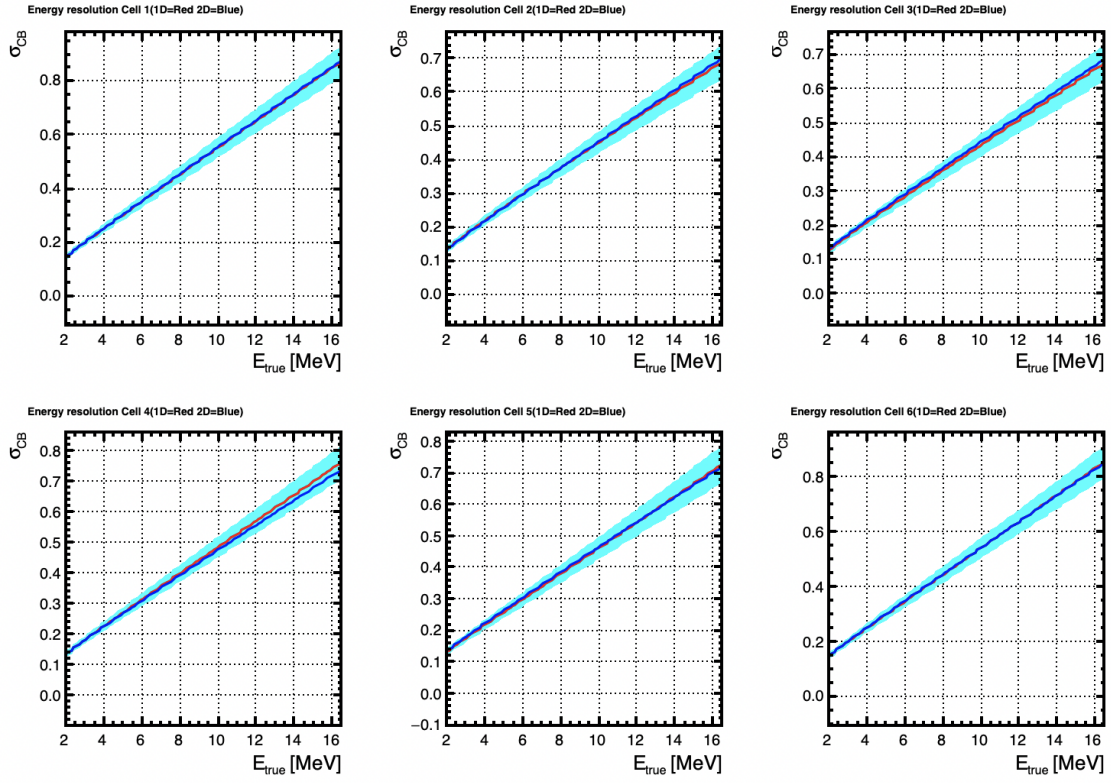 Energy resolution Cell 1(1D=Red 2D=Blue)
σCB
0.8
0.6
0.4
0.2
0.0
2 4 6 8 10 12 14 16
Etrue [MeV]
Energy resolution Cell 2(1D=Red 2D=Blue)
σCB
0.7
0.6
0.5
0.4
0.3
0.2
0.1
0.0
2 4 6 8 10 12 14 16
Etrue [MeV]
Energy resolution Cell 3(1D=Red 2D=Blue)
σCB
0.7
0.6
0.5
0.4
0.3
0.2
0.1
0.0
2 4 6 8 10 12 14 16
Etrue [MeV]
Energy resolution Cell 4(1D=Red 2D=Blue)
σCB
0.8
0.7
0.6
0.5
0.4
0.3
0.2
0.1
0.0
2 4 6 8 10 12 14 16
Etrue [MeV]
Energy resolution Cell 5(1D=Red 2D=Blue)
σCB
0.8
0.7
0.6
0.5
0.4
0.3
0.2
0.1
0.0
−0.1
2 4 6 8 10 12 14 16
Etrue [MeV]
Energy resolution Cell 6(1D=Red 2D=Blue)
σCB
0.8
0.6
0.4
0.2
0.0
2 4 6 8 10 12 14 16
Etrue [MeV]